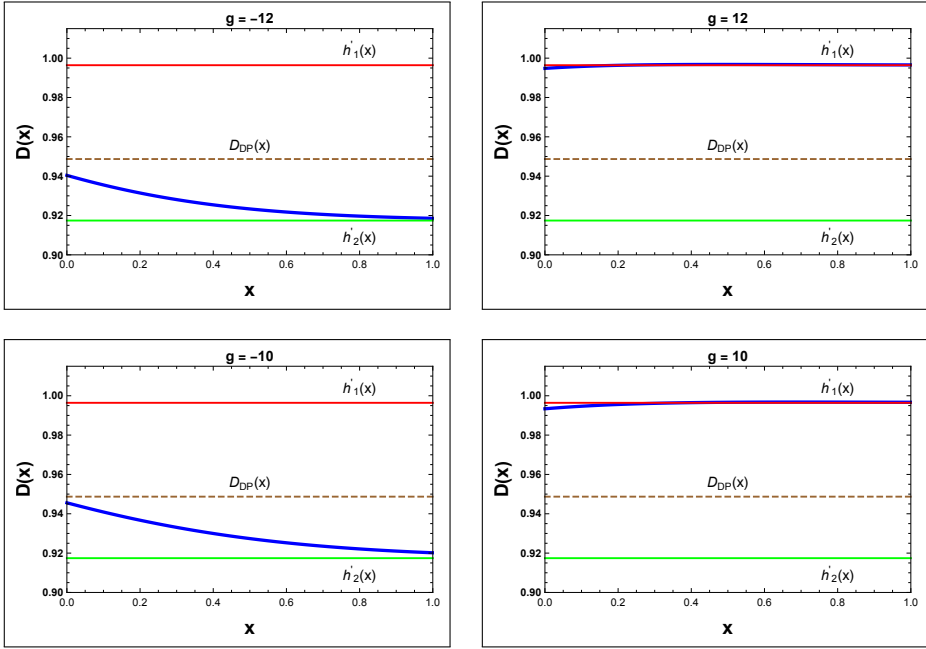 g = -12
1.00
0.98
0.96
0.94
0.92
0.90
D(x)
h'1(x)
DDP(x)
h'2(x)
0.0 0.2 0.4 0.6 0.8 1.0
x
g = 12
1.00
0.98
0.96
0.94
0.92
0.90
D(x)
h'1(x)
DDP(x)
h'2(x)
0.0 0.2 0.4 0.6 0.8 1.0
x
g = -10
1.00
0.98
0.96
0.94
0.92
0.90
D(x)
h'1(x)
DDP(x)
h'2(x)
0.0 0.2 0.4 0.6 0.8 1.0
x
g = 10
1.00
0.98
0.96
0.94
0.92
0.90
D(x)
h'1(x)
DDP(x)
h'2(x)
0.0 0.2 0.4 0.6 0.8 1.0
x